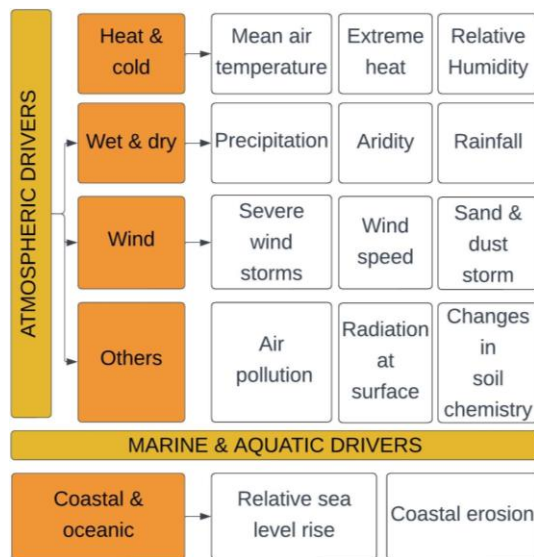 ATMOSPHERIC DRIVERS
Heat &
cold
Mean air
temperature
Extreme
heat
Relative
Humidity
Wet & dry
Precipitation
Aridity
Rainfall
Wind
Severe
wind
storms
Wind
speed
Sand &
dust
storm
Others
Air
pollution
Radiation
at
surface
Changes
in
soil
chemistry
MARINE & AQUATIC DRIVERS
Coastal &
oceanic
Relative sea
level rise
Coastal erosion